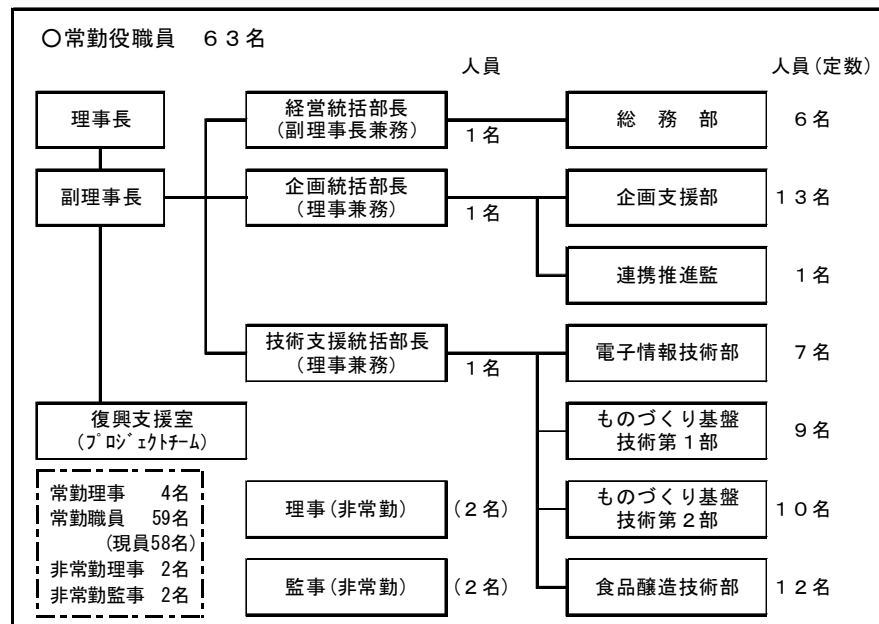 ○常勤役職員　６３名
人員　人員(定数)
理事長
副理事長
経営統括部長
(副理事長兼務)
１名
総　務　部
６名
企画統括部長
(理事兼務)
１名
企画支援部
１３名
連携推進監
１名
技術支援統括部長
(理事兼務)
１名
電子情報技術部
７名
ものづくり基盤
技術第１部
９名
ものづくり基盤
技術第２部
１０名
食品醸造技術部
１２名
復興支援室
(ﾌﾟﾛｼﾞｪｸﾄﾁｰﾑ)
常勤理事　4名
常勤職員　59名
(現員58名)
非常勤理事　2名
非常勤監事　2名
理事(非常勤)
(２名)
監事(非常勤)
(２名)